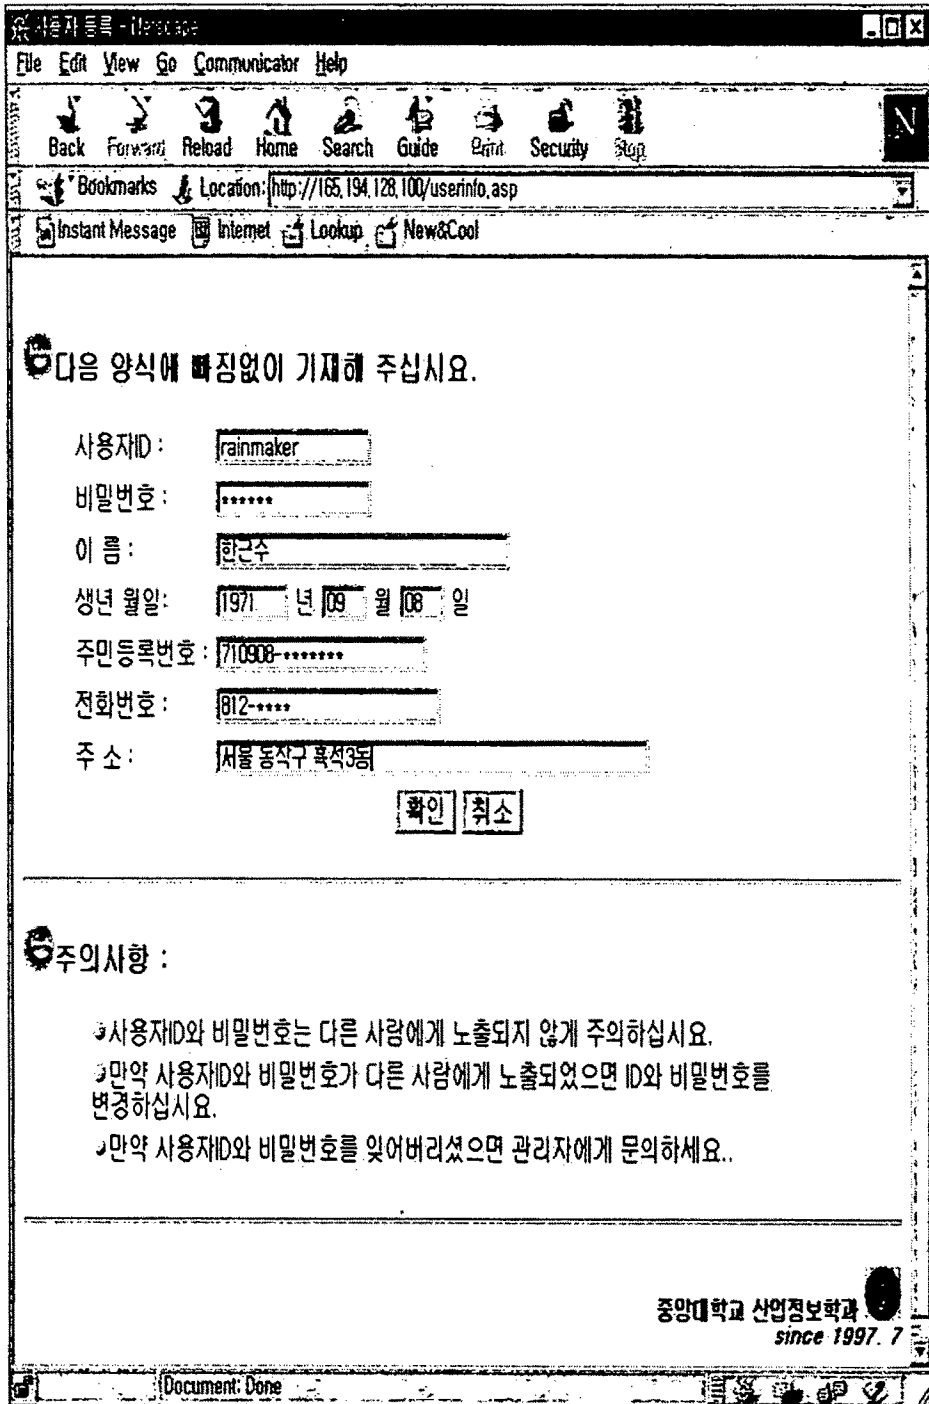 사용자 등록 - Netscape
File Edit View Go Communicator Help
Back Forward Reload Home Search Guide Print Security Stop
N
Bookmarks Location: http://165.194.128.100/userinfo.asp
Instant Message Internet Lookup New&Cool
다음 양식에 빠짐없이 기재해 주십시요.
사용자ID : rainmaker
비밀번호 : ******
이 름 : 한근수
생년 월일: 1971 년 09 월 08 일
주민등록번호 : 710908-*******
전화번호 : 812-****
주 소 : 서울 동작구 흑석3동
확인 취소
주의사항 :
사용자ID와 비밀번호는 다른 사람에게 노출되지 않게 주의하십시요.
만약 사용자ID와 비밀번호가 다른 사람에게 노출되었으면 ID와 비밀번호를
변경하십시요.
만약 사용자ID와 비밀번호를 잊어버리셨으면 관리자에게 문의하세요..
중앙대학교 산업정보학과
since 1997. 7
Document: Done